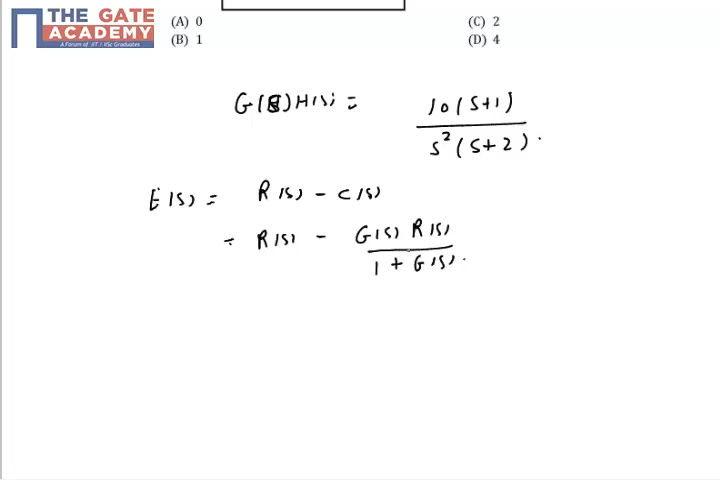 THE GATE
ACADEMY
A Forum of IIT / IISc Graduates
(A) 0
(C) 2
(B) 1
(D) 4
G(S)H(S) = 10(S+1) / S²(S+2).
E(S) = R(S) - C(S)
= R(S) - G(S) R(S) / 1 + G(S).